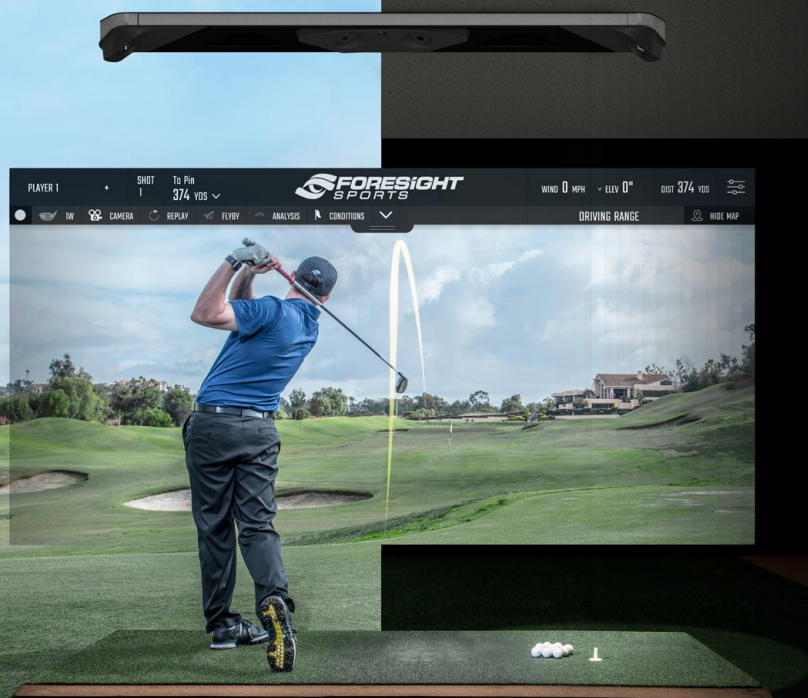 PLAYER 1 +
SHOT
1
To Pin
374 YDS
FORESiGHT
SPORTS
WIND 0 MPH
ELEV 0"
DIST 374 YDS
1W
CAMERA
REPLAY
FLYBY
ANALYSIS
CONDITIONS
DRIVING RANGE
HIDE MAP